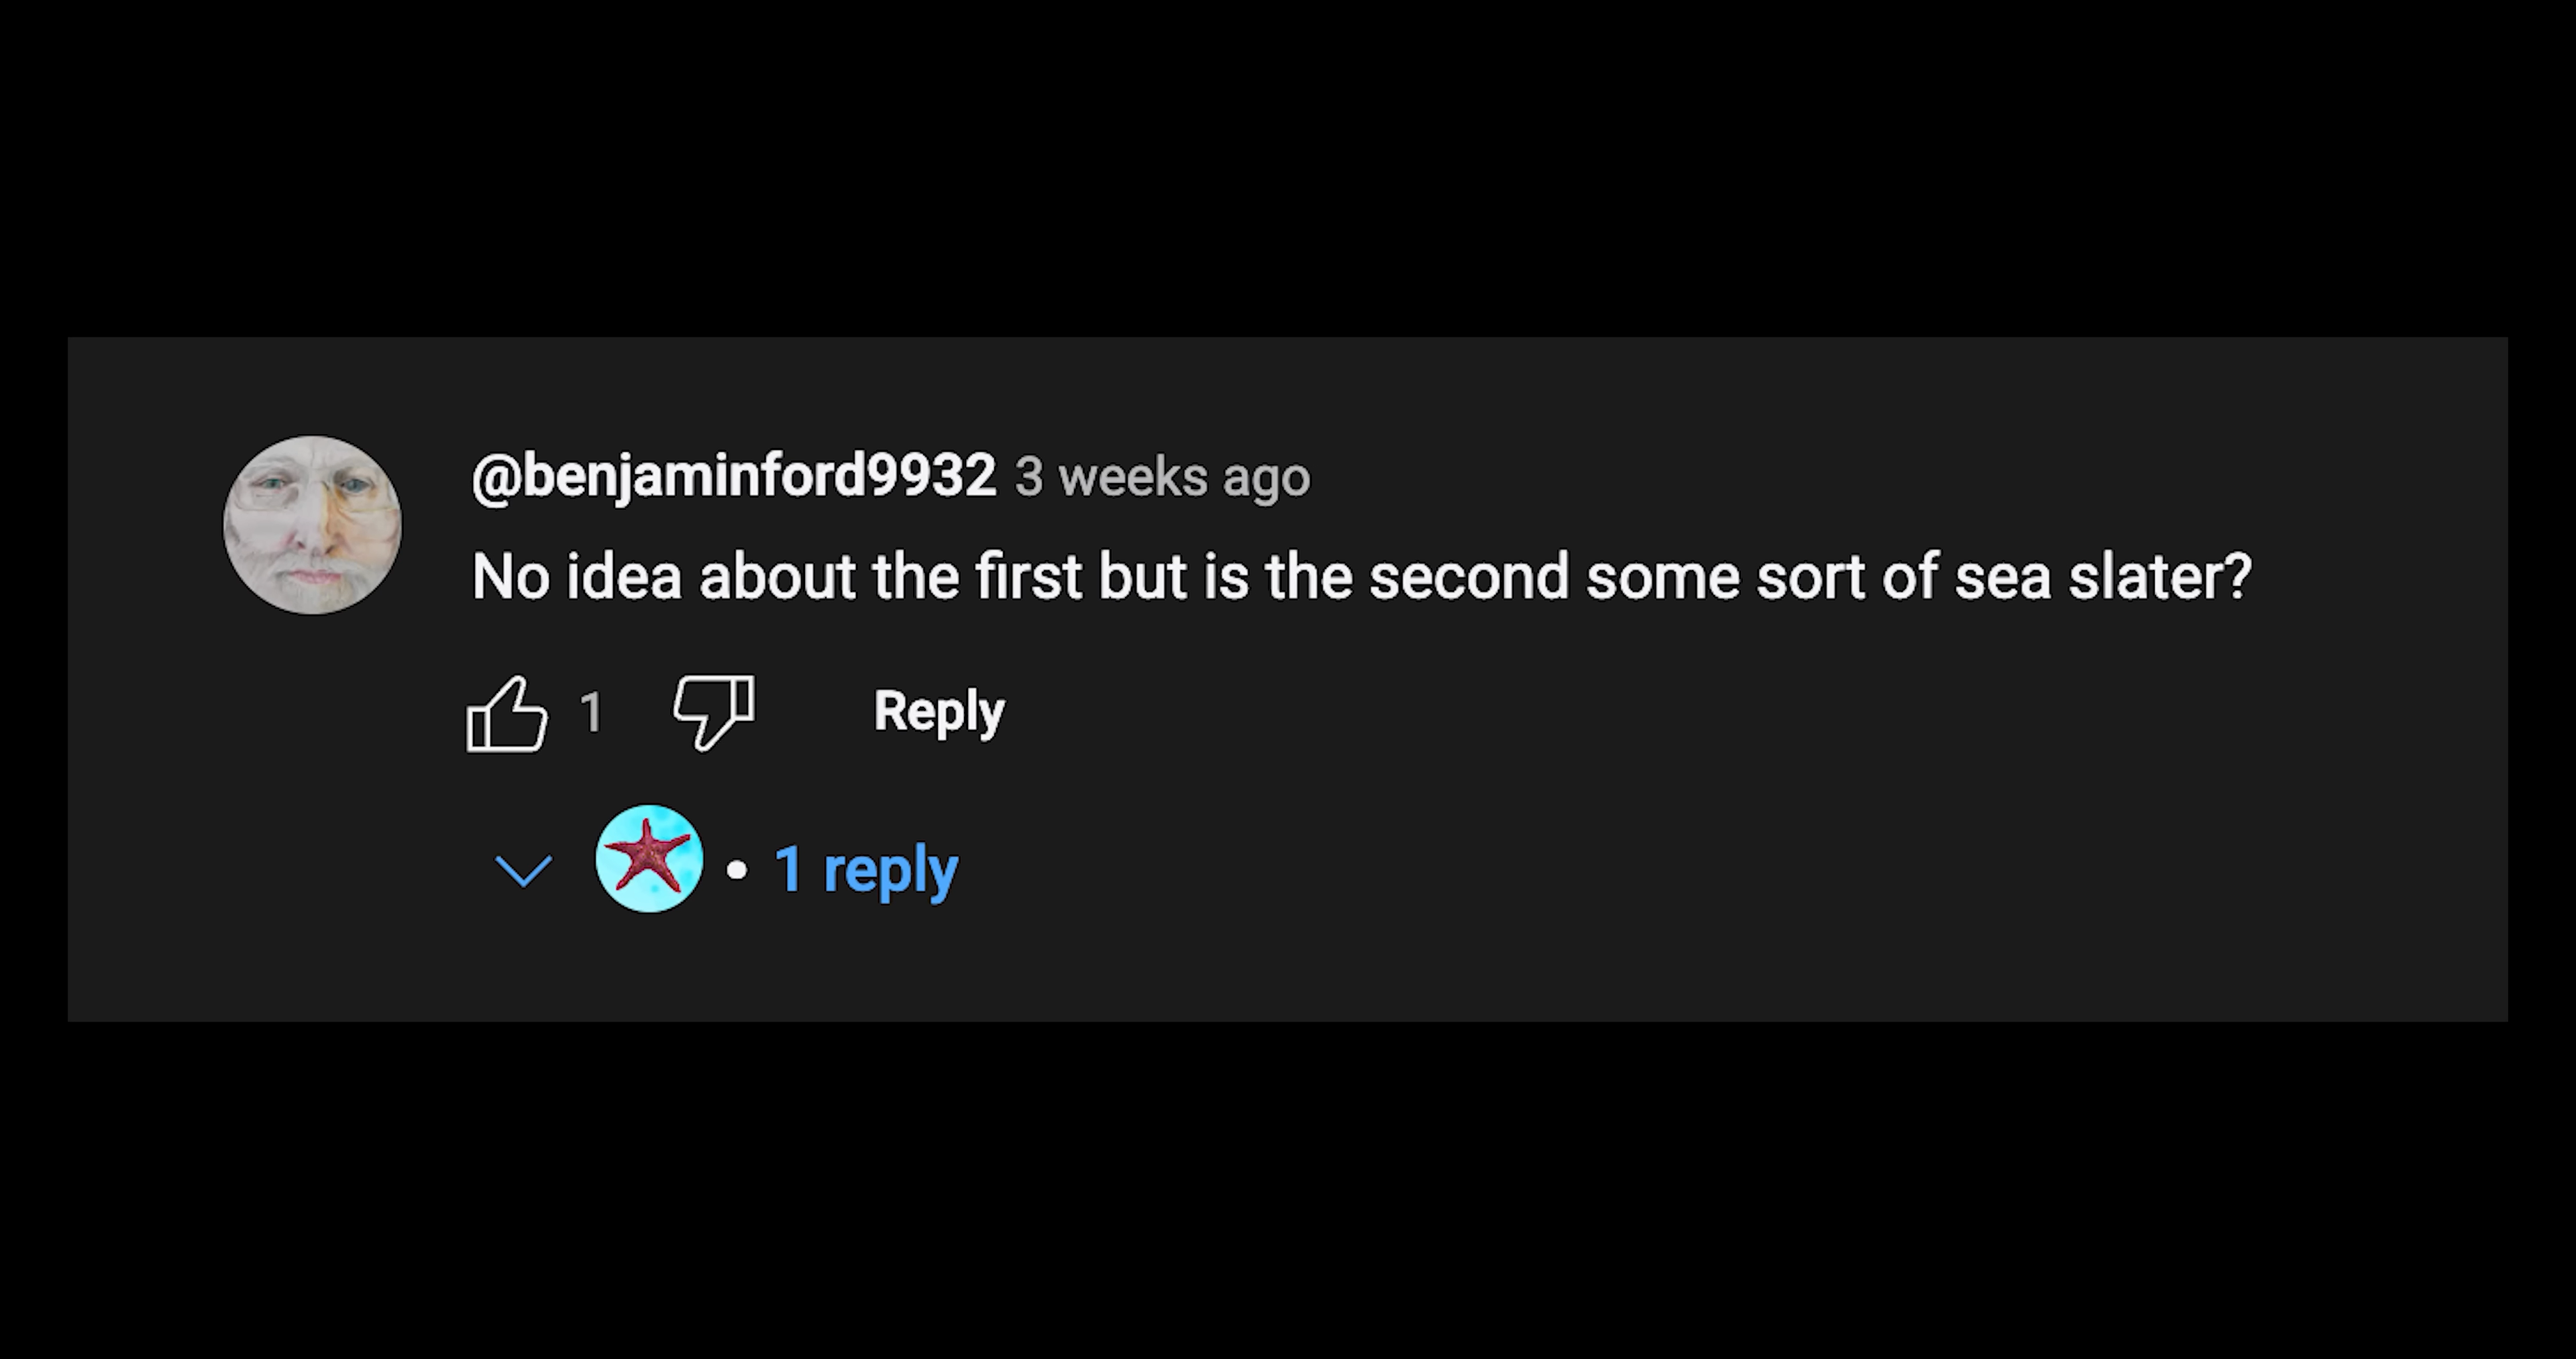 @benjaminford9932 3 weeks ago
No idea about the first but is the second some sort of sea slater?
1 Reply
• 1 reply